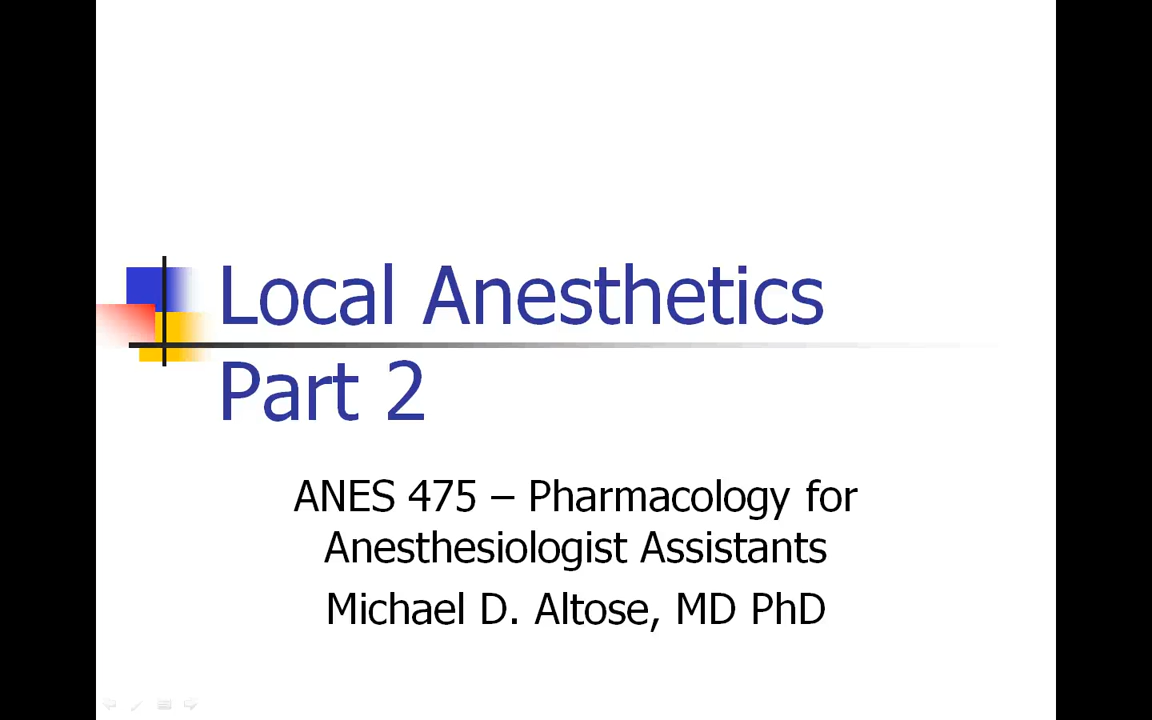 Local Anesthetics
Part 2
ANES 475 – Pharmacology for
Anesthesiologist Assistants
Michael D. Altose, MD PhD